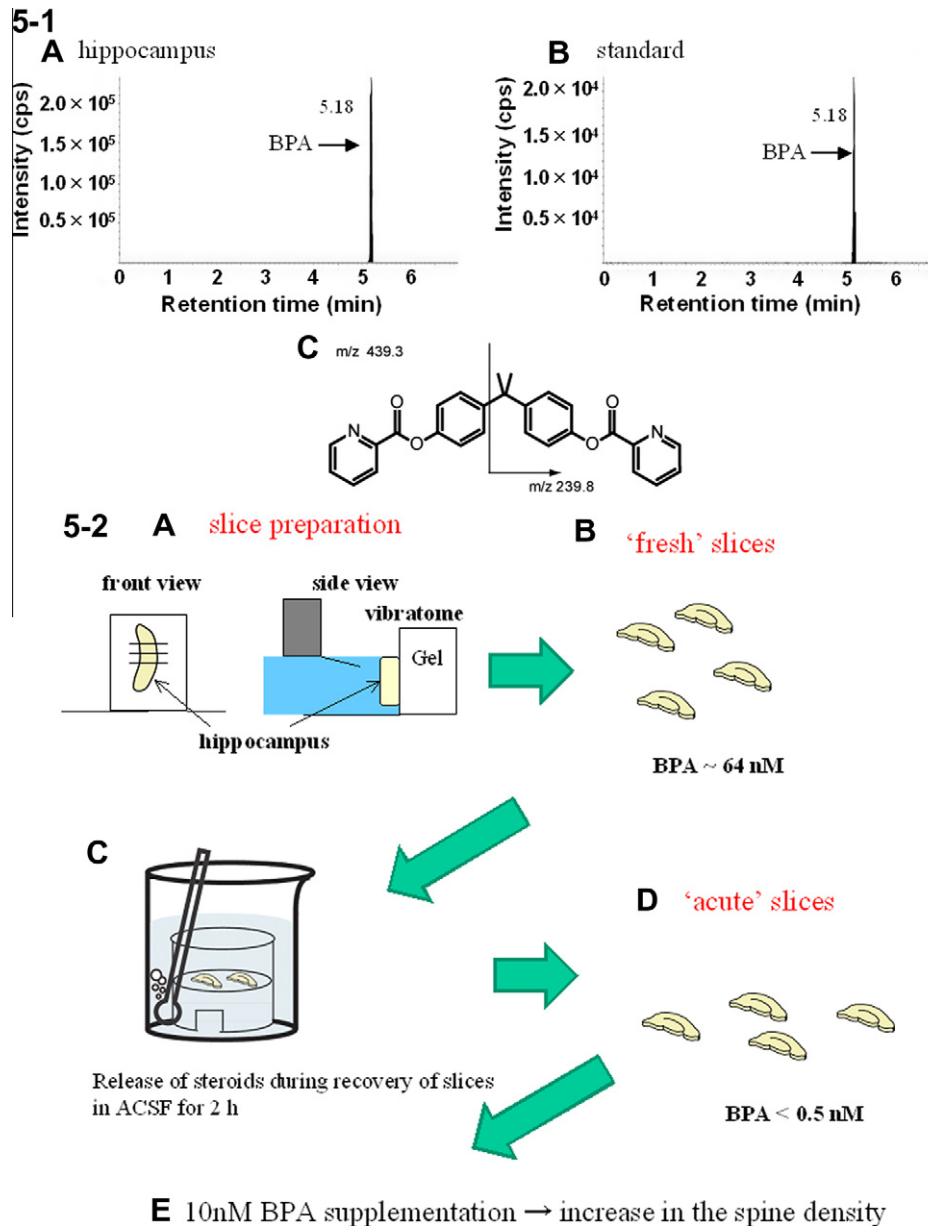 5-1
A hippocampus
2.0 × 10⁵
1.5 × 10⁵
1.0 × 10⁵
0.5 × 10⁵
Intensity (cps)
5.18
BPA
0 1 2 3 4 5 6
Retention time (min)
B standard
2.0 × 10⁴
1.5 × 10⁴
1.0 × 10⁴
0.5 × 10⁴
Intensity (cps)
5.18
BPA
0 1 2 3 4 5 6
Retention time (min)
C m/z 439.3
N
O
O
O
O
N
m/z 239.8
5-2 A slice preparation
front view
side view
vibratome
Gel
hippocampus
B 'fresh' slices
BPA ~ 64 nM
C
Release of steroids during recovery of slices
in ACSF for 2 h
D 'acute' slices
BPA < 0.5 nM
E 10nM BPA supplementation → increase in the spine density